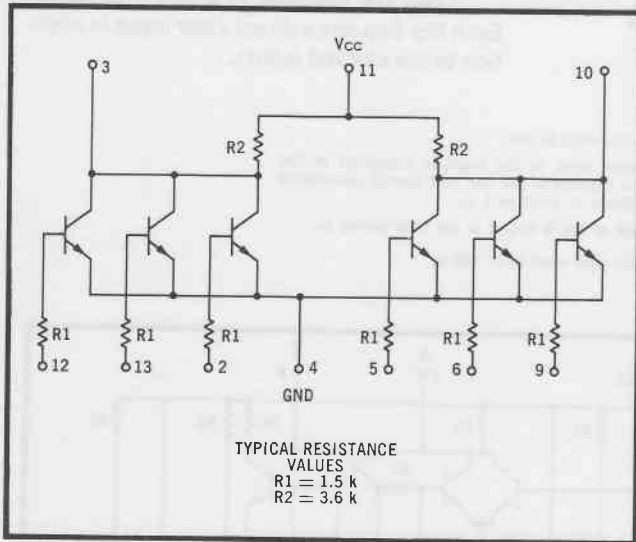 Vcc
3
11
10
R2
R2
R1
R1
R1
R1
R1
R1
12
13
2
4
5
6
9
GND
TYPICAL RESISTANCE
VALUES
R1 = 1.5 k
R2 = 3.6 k